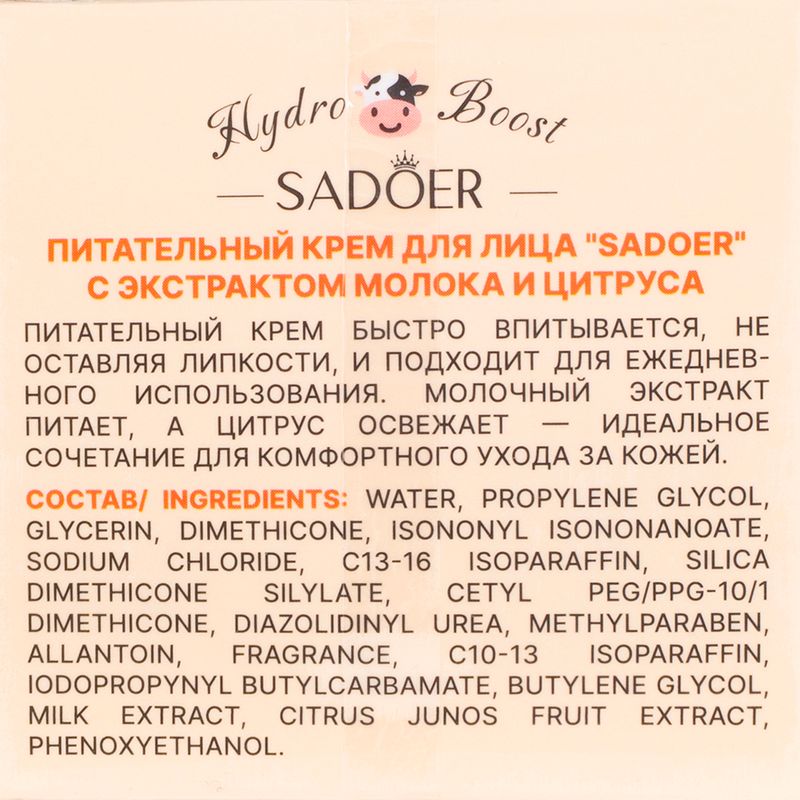 Hydro Boost
SADOER
ПИТАТЕЛЬНЫЙ КРЕМ ДЛЯ ЛИЦА "SADOER"
С ЭКСТРАКТОМ МОЛОКА И ЦИТРУСА
ПИТАТЕЛЬНЫЙ КРЕМ БЫСТРО ВПИТЫВАЕТСЯ, НЕ
ОСТАВЛЯЯ ЛИПКОСТИ, И ПОДХОДИТ ДЛЯ ЕЖЕДНЕВ-
НОГО ИСПОЛЬЗОВАНИЯ. МОЛОЧНЫЙ ЭКСТРАКТ
ПИТАЕТ, А ЦИТРУС ОСВЕЖАЕТ — ИДЕАЛЬНОЕ
СОЧЕТАНИЕ ДЛЯ КОМФОРТНОГО УХОДА ЗА КОЖЕЙ.
СОСТАВ/ INGREDIENTS: WATER, PROPYLENE GLYCOL,
GLYCERIN, DIMETHICONE, ISONONYL ISONONANOATE,
SODIUM CHLORIDE, C13-16 ISOPARAFFIN, SILICA
DIMETHICONE SILYLATE, CETYL PEG/PPG-10/1
DIMETHICONE, DIAZOLIDINYL UREA, METHYLPARABEN,
ALLANTOIN, FRAGRANCE, C10-13 ISOPARAFFIN,
IODOPROPYNYL BUTYLCARBAMATE, BUTYLENE GLYCOL,
MILK EXTRACT, CITRUS JUNOS FRUIT EXTRACT,
PHENOXYETHANOL.